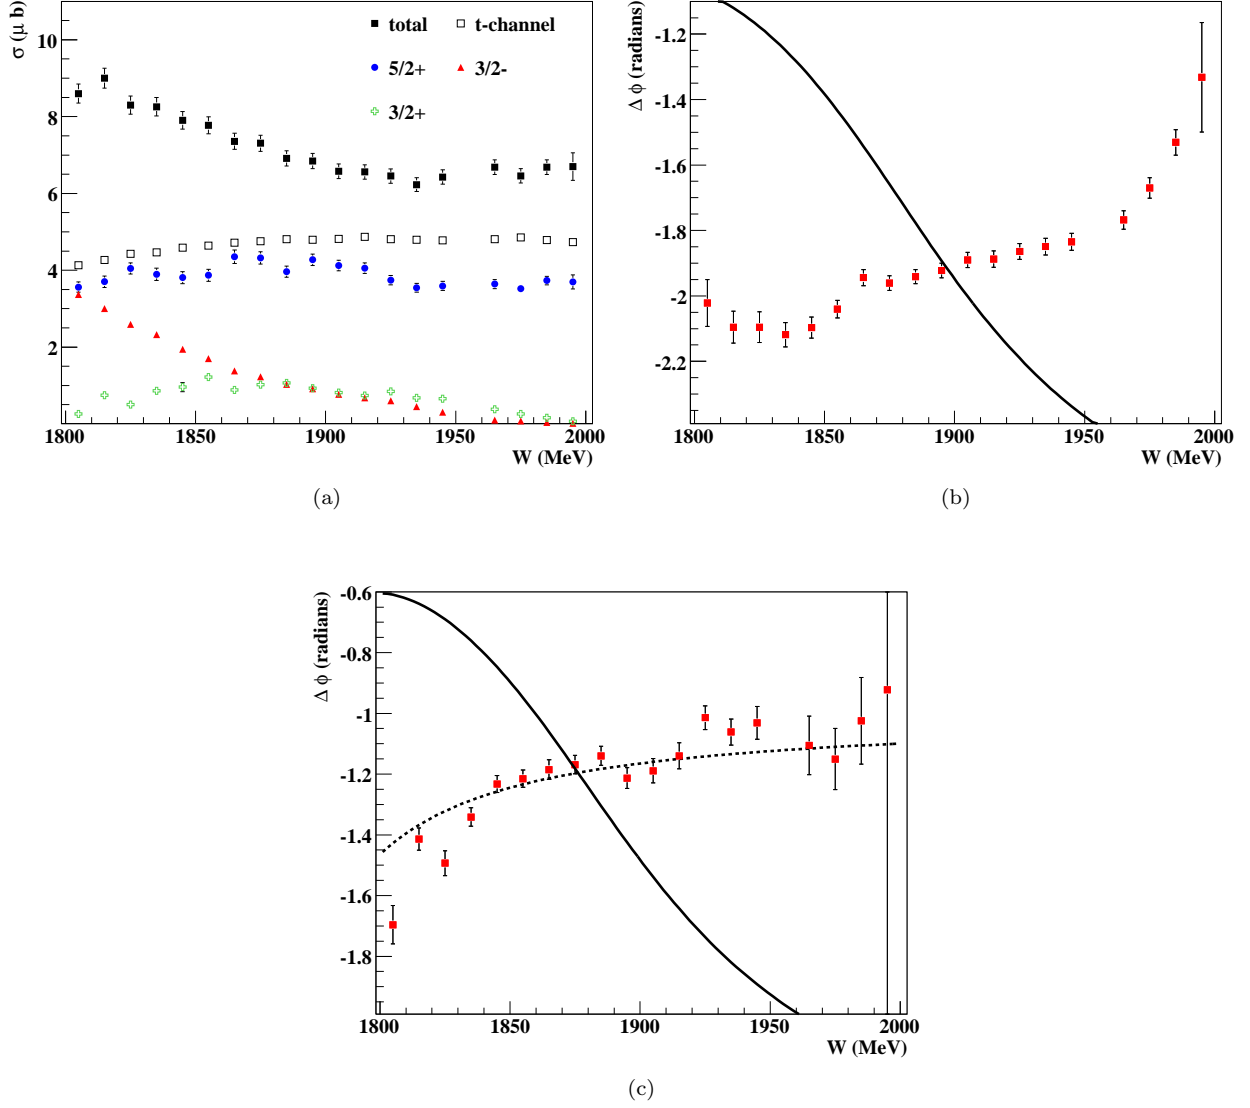 σ (μ b)
10
8
6
4
2
total
t-channel
5/2+
3/2-
3/2+
1800 1850 1900 1950 2000
W (MeV)
(a)
Δ ϕ (radians)
-1.2
-1.4
-1.6
-1.8
-2
-2.2
1800 1850 1900 1950 2000
W (MeV)
(b)
Δ ϕ (radians)
-0.6
-0.8
-1
-1.2
-1.4
-1.6
-1.8
1800 1850 1900 1950 2000
W (MeV)
(c)